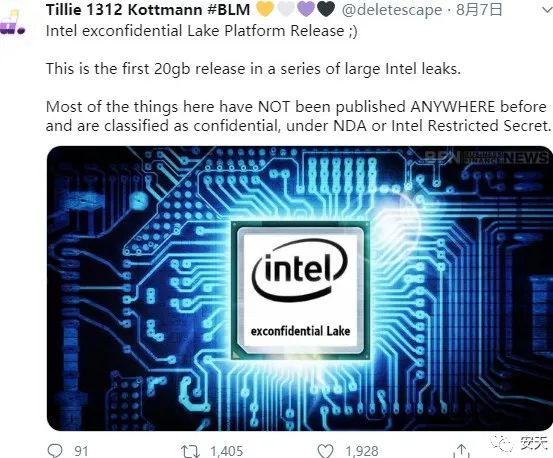 Tillie 1312 Kottmann #BLM 💛🤍💜🖤 @deletescape · 8月7日
Intel exconfidential Lake Platform Release ;)
This is the first 20gb release in a series of large Intel leaks.
Most of the things here have NOT been published ANYWHERE before
and are classified as confidential, under NDA or Intel Restricted Secret.
BFN BUSINESS FINANCE NEWS
intel
exconfidential Lake
91 1,405 1,928
安天